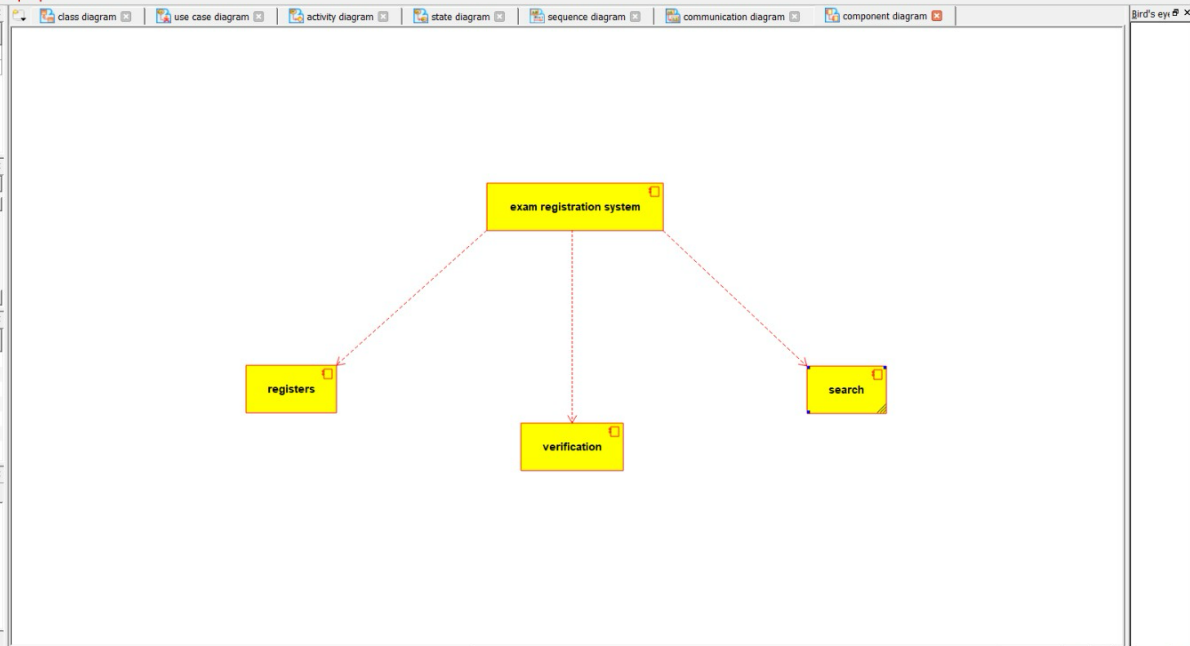 class diagram
use case diagram
activity diagram
state diagram
sequence diagram
communication diagram
component diagram
Bird's eye
exam registration system
registers
search
verification